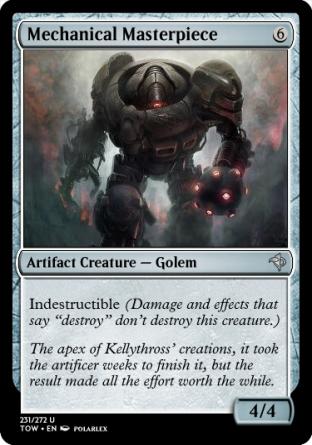 Mechanical Masterpiece 6
Artifact Creature — Golem
Indestructible (Damage and effects that
say “destroy” don’t destroy this creature.)
The apex of Kellythross’ creations, it took
the artificer weeks to finish it, but the
result made all the effort worth the while.
4/4
231/272 U
TOW • EN POLARLEX